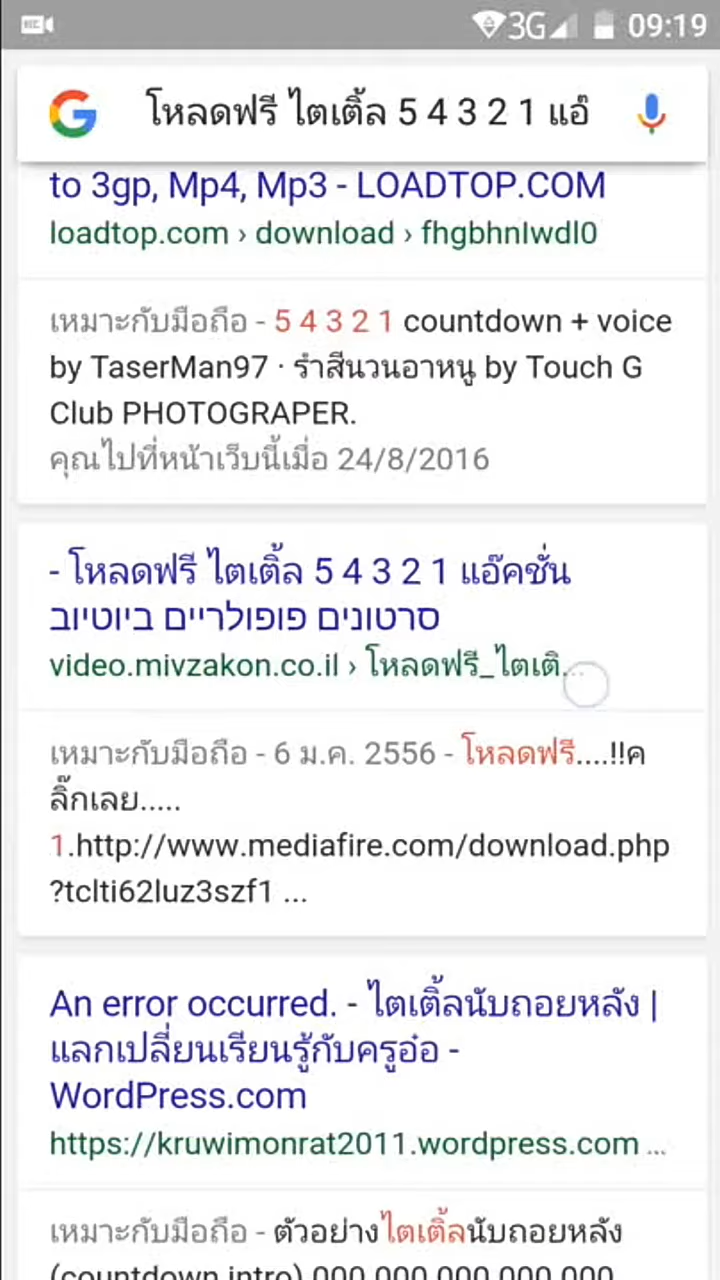 REC 3G 09:19
โหลดฟรี ไตเติ้ล 5 4 3 2 1 แอ๊
to 3gp, Mp4, Mp3 - LOADTOP.COM
loadtop.com › download › fhgbhnlwdl0
เหมาะกับมือถือ - 5 4 3 2 1 countdown + voice
by TaserMan97 · รำสีนวนอาหนู by Touch G
Club PHOTOGRAPER.
คุณไปที่หน้าเว็บนี้เมื่อ 24/8/2016
- โหลดฟรี ไตเติ้ล 5 4 3 2 1 แอ๊คชั่น
סרטונים פופולריים ביוטיוב
video.mivzakon.co.il › โหลดฟรี_ไตเติ...
เหมาะกับมือถือ - 6 ม.ค. 2556 - โหลดฟรี....!!ค
ลิ๊กเลย.....
1.http://www.mediafire.com/download.php
?tclti62luz3szf1 ...
An error occurred. - ไตเติ้ลนับถอยหลัง |
แลกเปลี่ยนเรียนรู้กับครูอ๋อ -
WordPress.com
https://kruwimonrat2011.wordpress.com ...
เหมาะกับมือถือ - ตัวอย่างไตเติ้ลนับถอยหลัง
(countdown intro) 000 000 000 000 000